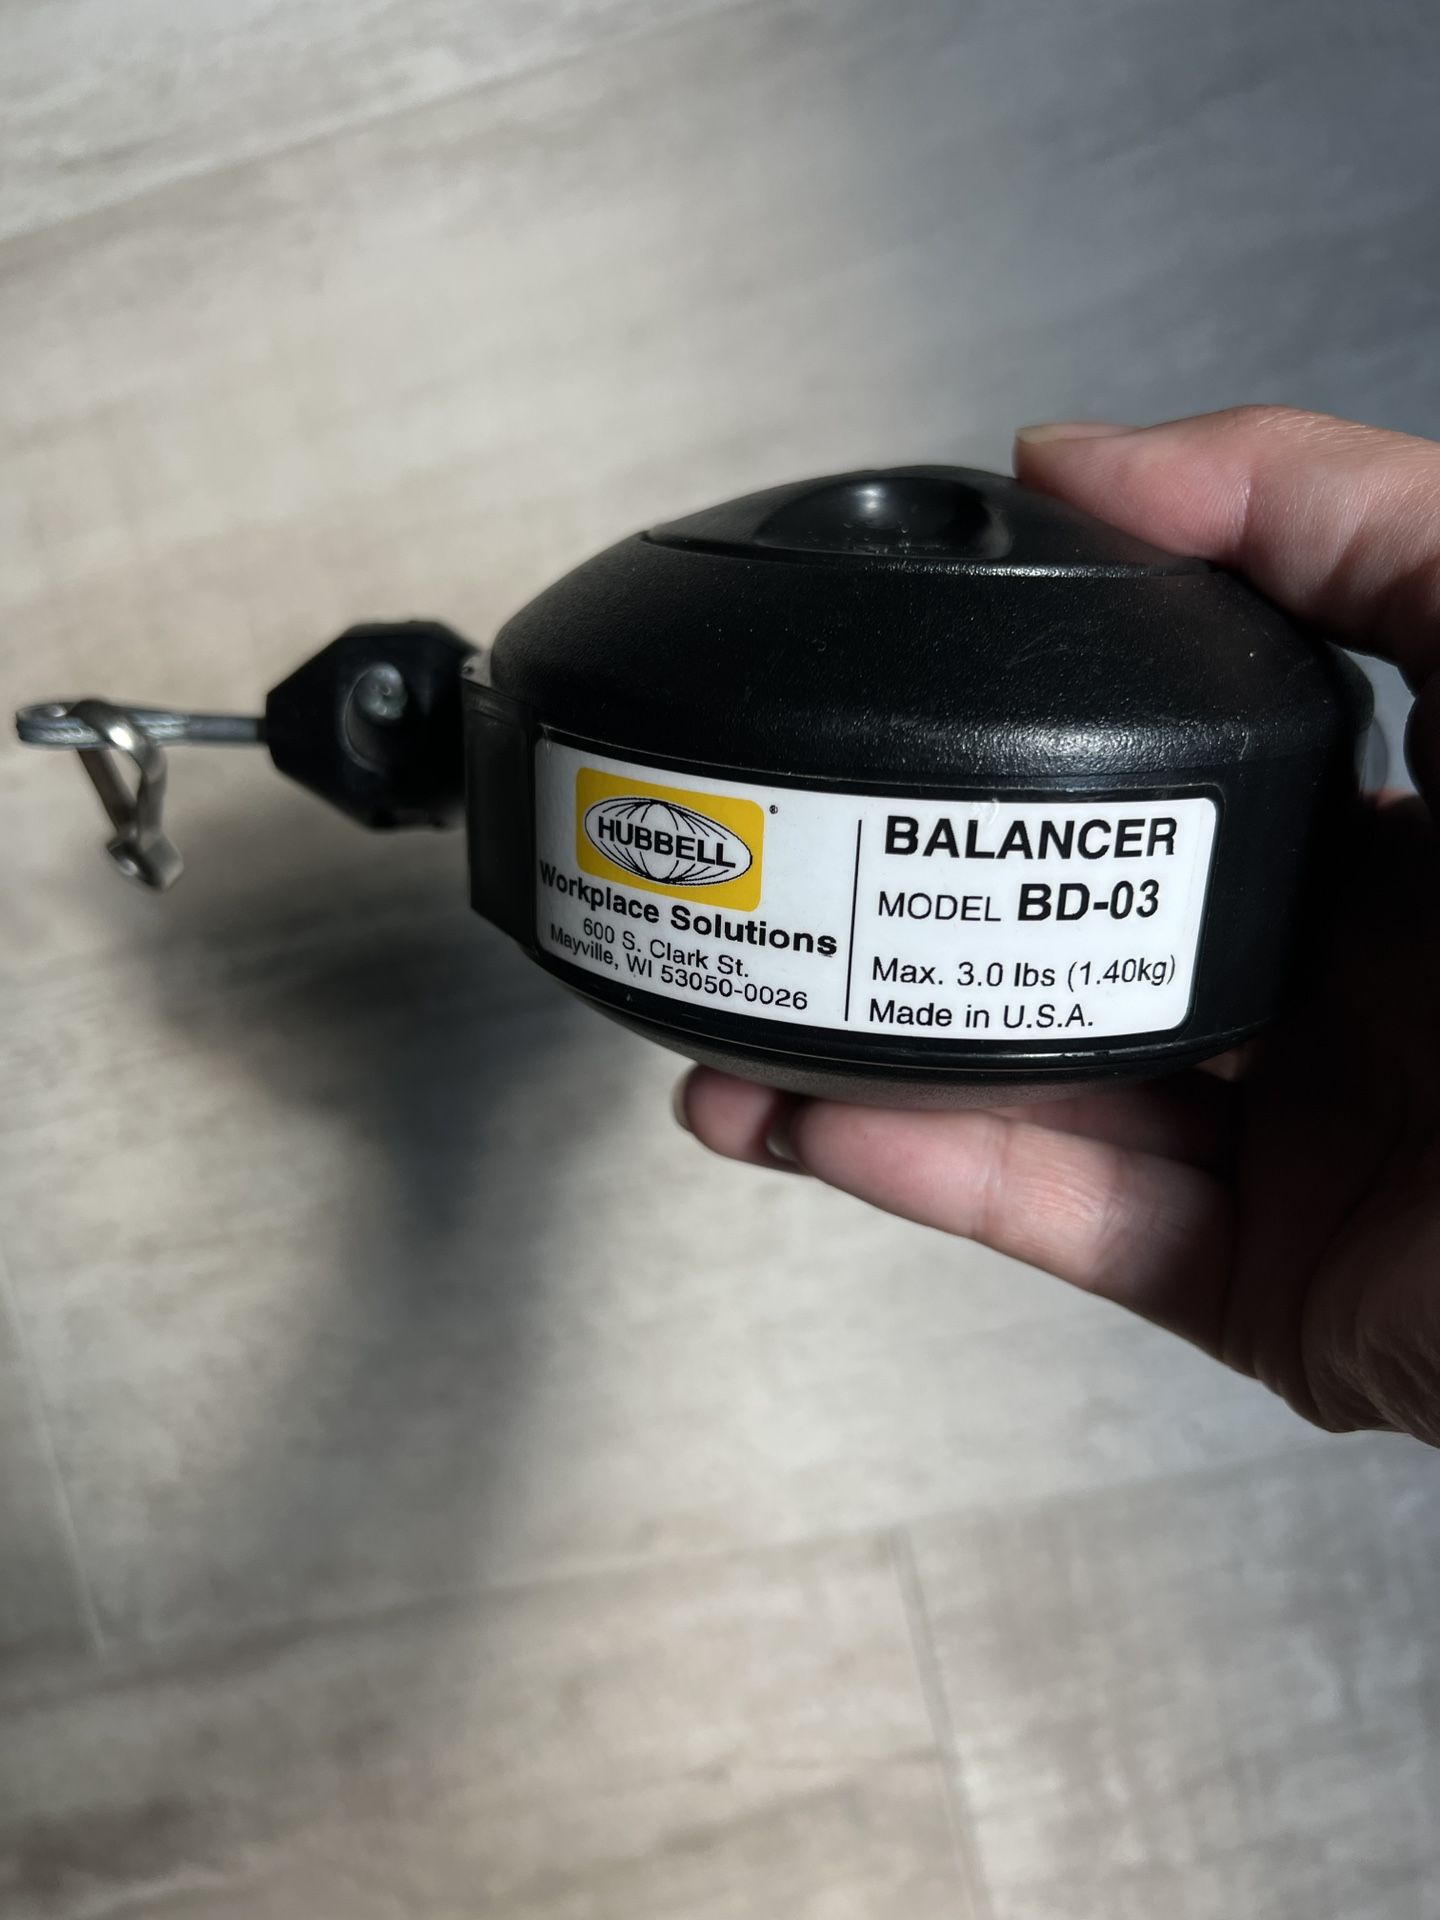 HUBBELL®
Workplace Solutions
600 S. Clark St.
Mayville, WI 53050-0026
BALANCER
MODEL BD-03
Max. 3.0 lbs (1.40kg)
Made in U.S.A.